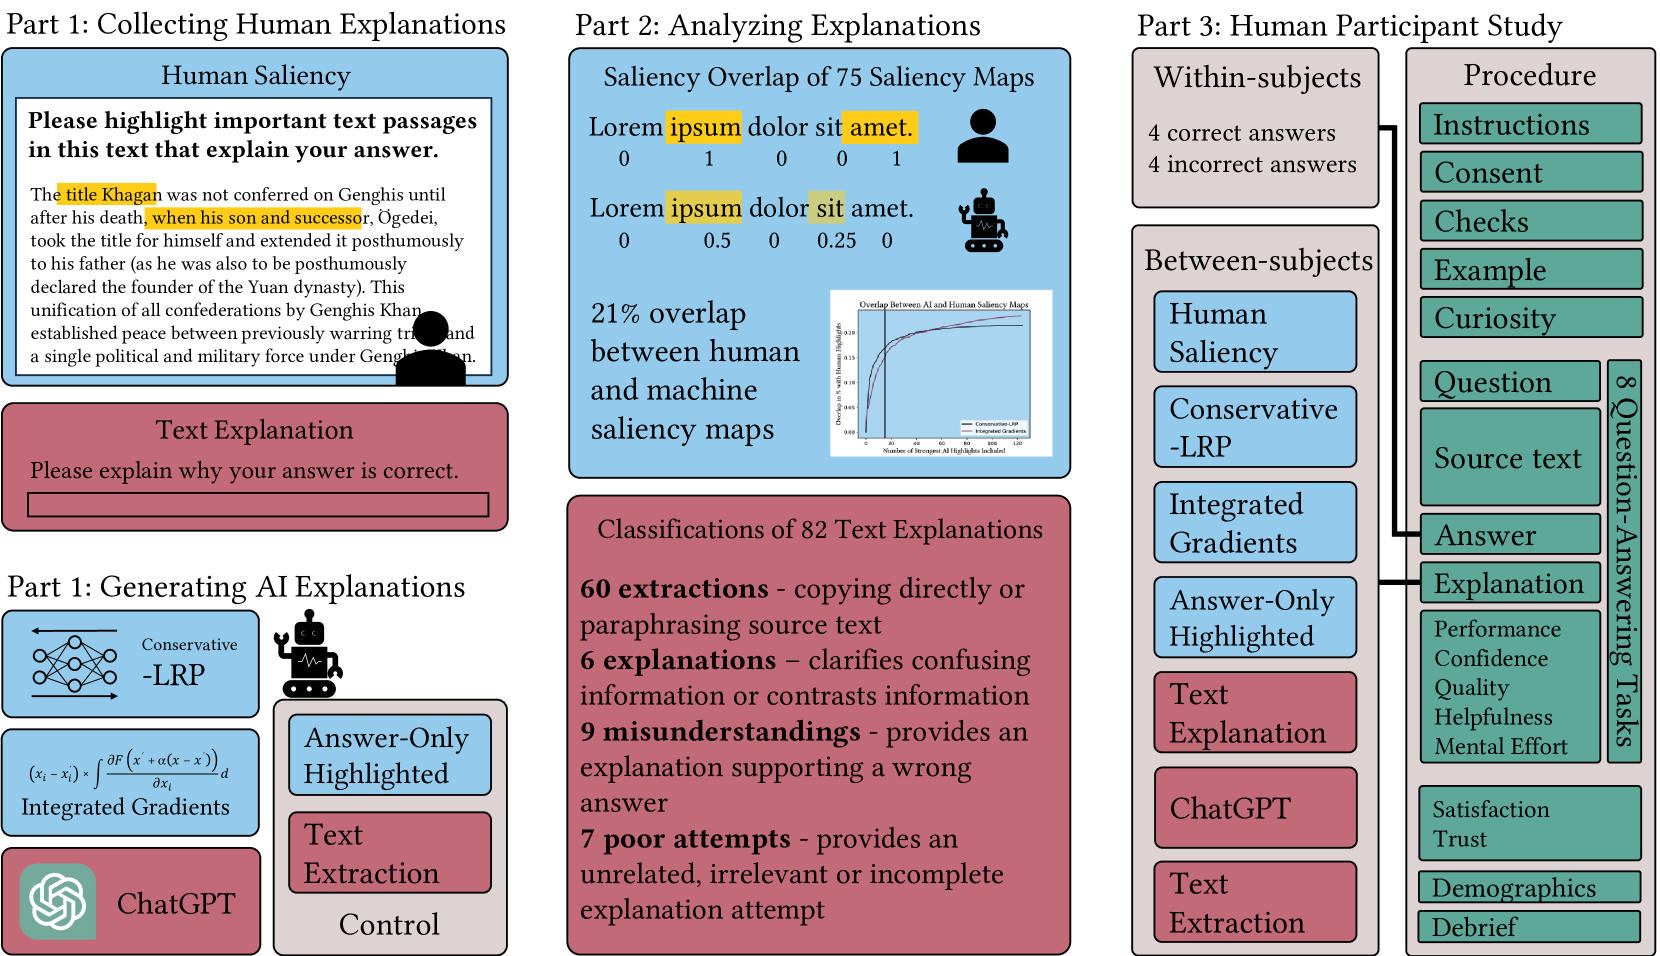 Part 1: Collecting Human Explanations
Human Saliency
Please highlight important text passages
in this text that explain your answer.
The title Khagan was not conferred on Genghis until
after his death, when his son and successor, Ögedei,
took the title for himself and extended it posthumously
to his father (as he was also to be posthumously
declared the founder of the Yuan dynasty). This
unification of all confederations by Genghis Khan
established peace between previously warring and
a single political and military force under
Text Explanation
Please explain why your answer is correct.
Part 1: Generating AI Explanations
Conservative
-LRP
(x_i − x'_i) × ∫ ∂F(x' + α(x − x')) / ∂x_i d
Integrated Gradients
ChatGPT
Answer-Only
Highlighted
Text
Extraction
Control
Part 2: Analyzing Explanations
Saliency Overlap of 75 Saliency Maps
Lorem ipsum dolor sit amet.
0 1 0 0 1
Lorem ipsum dolor sit amet.
0 0.5 0 0.25 0
21% overlap
between human
and machine
saliency maps
Overlap Between AI and Human Saliency Maps
Overlap in % with Human Highlights
0.20
0.15
0.10
0.05
0.00
Conservative-LRP
Integrated Gradients
0 20 40 60 80 100 120
Number of Strongest AI Highlights Included
Classifications of 82 Text Explanations
60 extractions - copying directly or
paraphrasing source text
6 explanations – clarifies confusing
information or contrasts information
9 misunderstandings - provides an
explanation supporting a wrong
answer
7 poor attempts - provides an
unrelated, irrelevant or incomplete
explanation attempt
Part 3: Human Participant Study
Within-subjects
4 correct answers
4 incorrect answers
Between-subjects
Human
Saliency
Conservative
-LRP
Integrated
Gradients
Answer-Only
Highlighted
Text
Explanation
ChatGPT
Text
Extraction
Procedure
Instructions
Consent
Checks
Example
Curiosity
Question
Source text
Answer
Explanation
Performance
Confidence
Quality
Helpfulness
Mental Effort
8 Question-Answering Tasks
Satisfaction
Trust
Demographics
Debrief